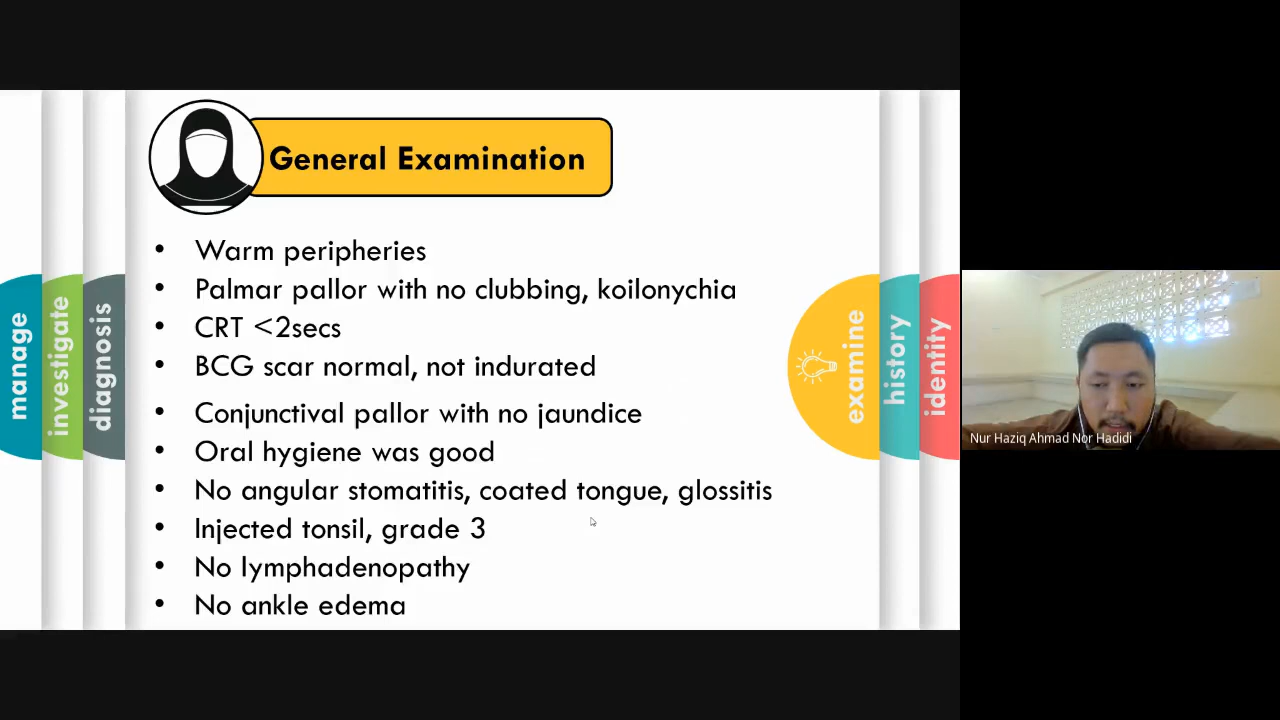 General Examination
• Warm peripheries
• Palmar pallor with no clubbing, koilonychia
• CRT <2secs
• BCG scar normal, not indurated
• Conjunctival pallor with no jaundice
• Oral hygiene was good
• No angular stomatitis, coated tongue, glossitis
• Injected tonsil, grade 3
• No lymphadenopathy
• No ankle edema
manage
investigate
diagnosis
examine
history
identity
Nur Haziq Ahmad Nor Hadidi